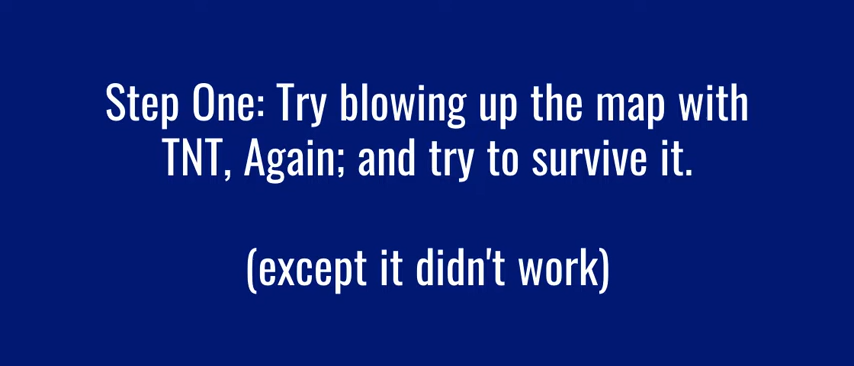 Step One: Try blowing up the map with
TNT, Again; and try to survive it.
(except it didn't work)